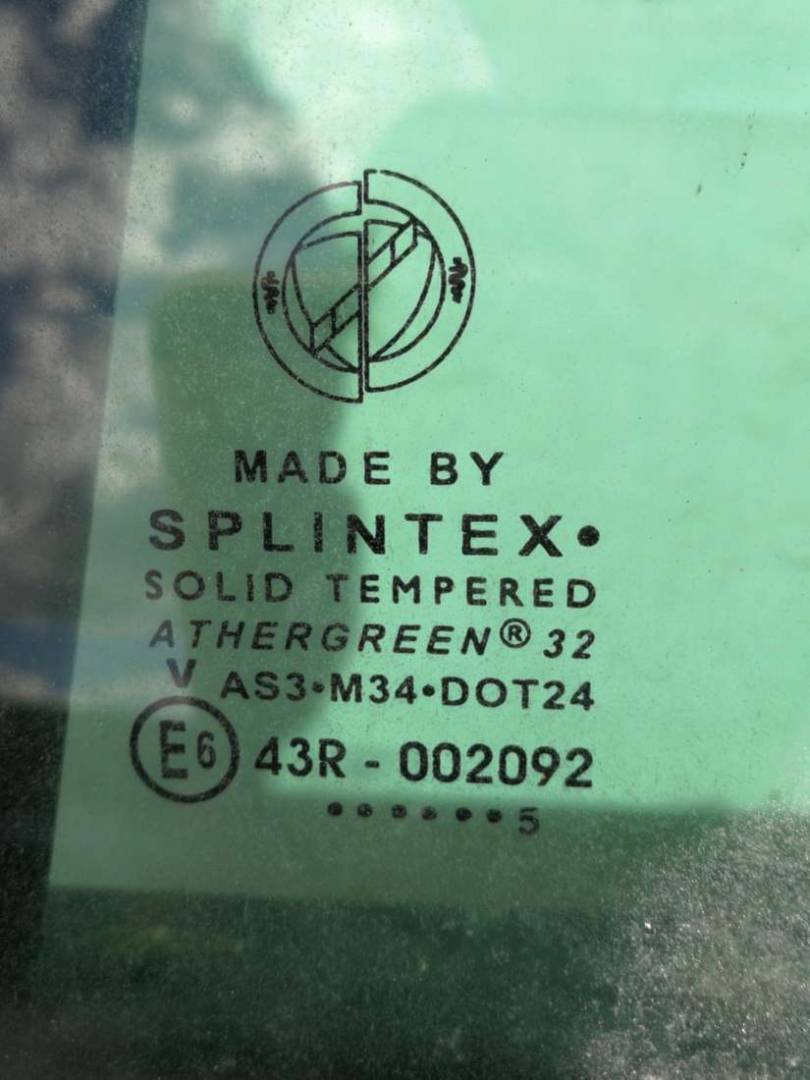 MADE BY
SPLINTEX•
SOLID TEMPERED
ATHERGREEN® 32
V AS3•M34•DOT24
E6 43R - 002092
•••••• 5